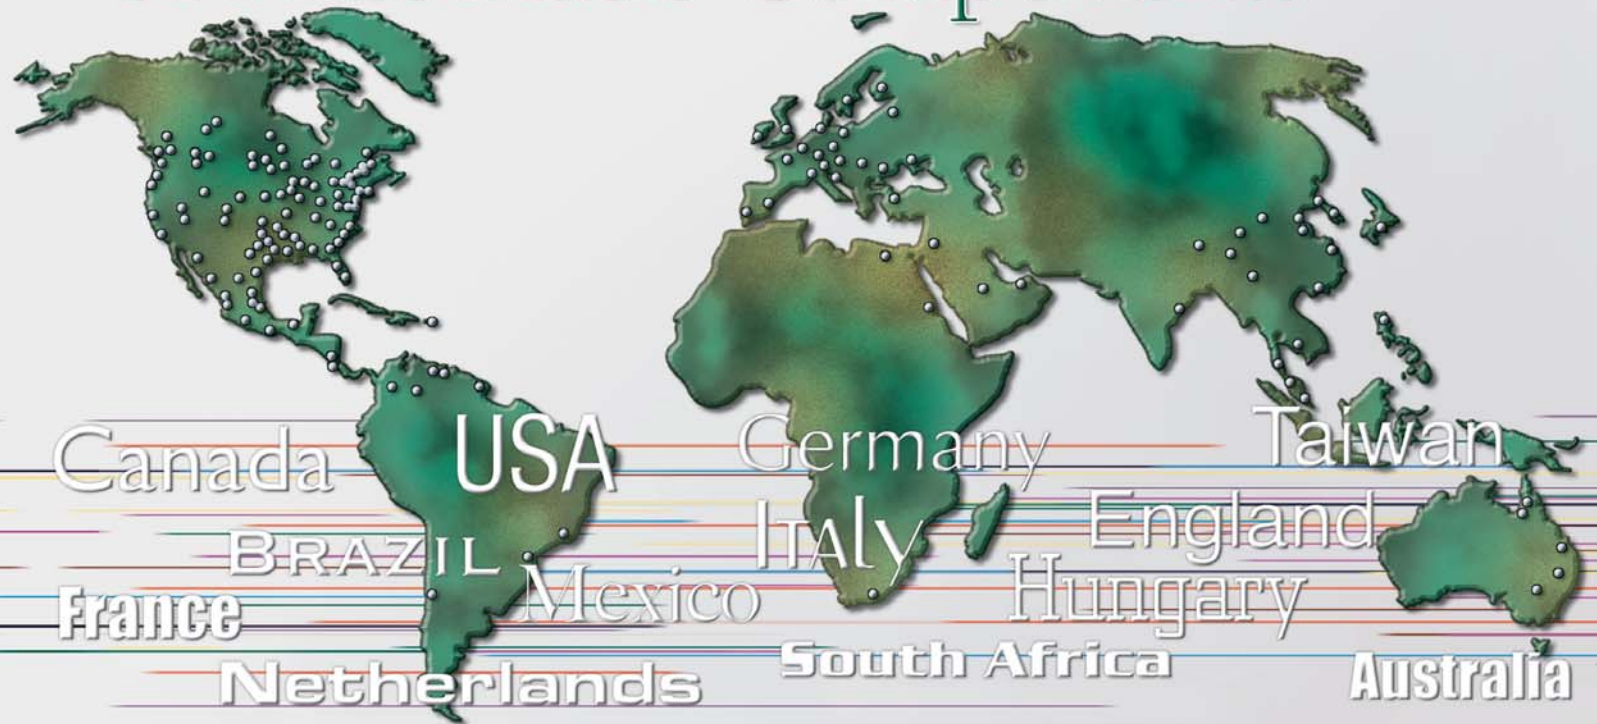 Canada
USA
Germany
Taiwan
BRAZIL
ITAly
England
France
Mexico
Hungary
Netherlands
South Africa
Australia